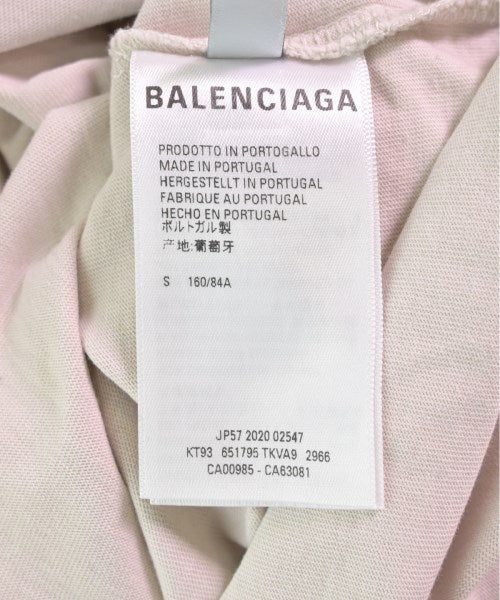 BALENCIAGA
PRODOTTO IN PORTOGALLO
MADE IN PORTUGAL
HERGESTELLT IN PORTUGAL
FABRIQUE AU PORTUGAL
HECHO EN PORTUGAL
ポルトガル製
产地:葡萄牙
S 160/84A
JP57 2020 02547
KT93 651795 TKVA9 2966
CA00985 - CA63081